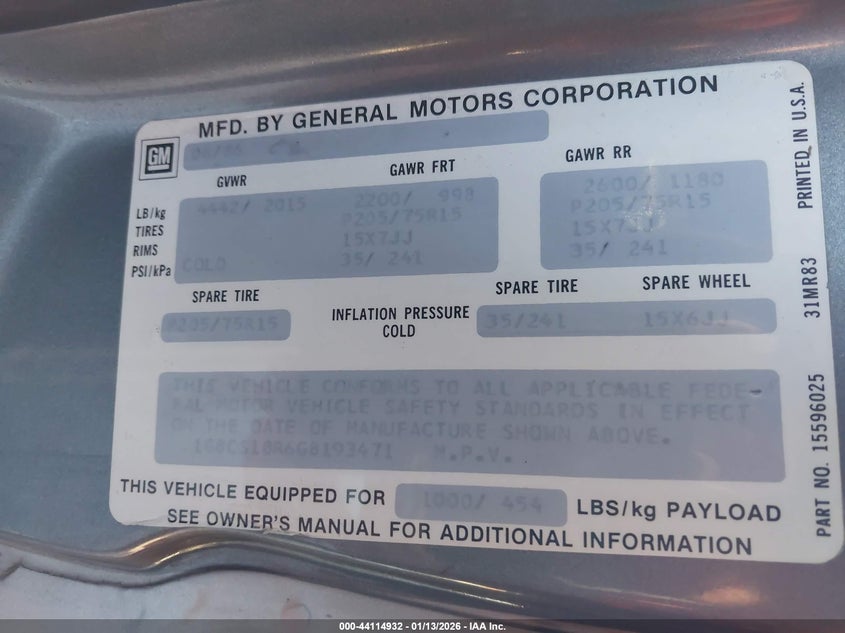 MFD. BY GENERAL MOTORS CORPORATION
GM
GVWR GAWR FRT GAWR RR
LB/kg 4442/ 2015 2200/ 998 2600/ 1180
TIRES P205/75R15 P205/75R15
RIMS 15X7JJ 15X7JJ
PSI/kPa COLD 35/ 241 35/ 241
SPARE TIRE INFLATION PRESSURE COLD SPARE TIRE SPARE WHEEL
P205/75R15 35/241 15X6JJ
THIS VEHICLE CONFORMS TO ALL APPLICABLE FEDE-
RAL MOTOR VEHICLE SAFETY STANDARDS IN EFFECT
ON THE DATE OF MANUFACTURE SHOWN ABOVE.
1G8CS18R6G8193471 M.P.V.
THIS VEHICLE EQUIPPED FOR 1000/ 454 LBS/kg PAYLOAD
SEE OWNER'S MANUAL FOR ADDITIONAL INFORMATION
PART NO. 15596025 31MR83 PRINTED IN U.S.A.
000-44114932 - 01/13/2026 - IAA Inc.